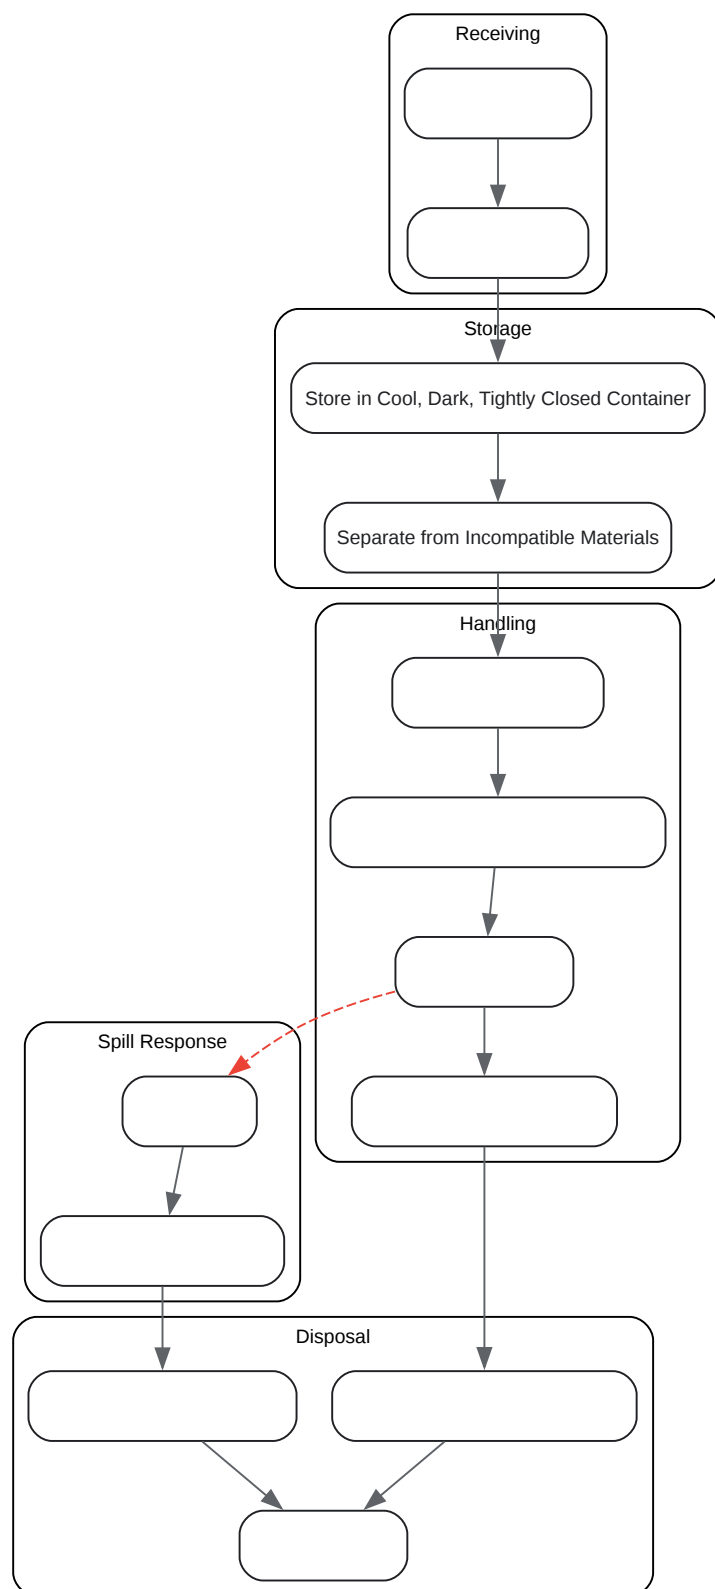 Receiving
Storage
Store in Cool, Dark, Tightly Closed Container
Separate from Incompatible Materials
Handling
Spill Response
Disposal